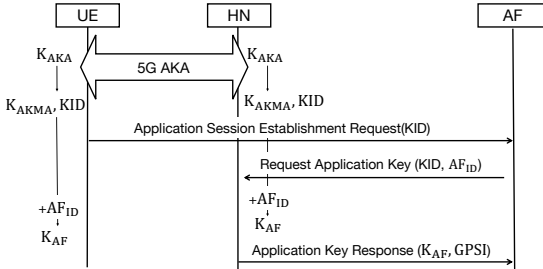 UE HN AF
K_AKA 5G AKA K_AKA
K_AKMA, KID K_AKMA, KID
Application Session Establishment Request(KID)
Request Application Key (KID, AF_ID)
+AF_ID +AF_ID
K_AF K_AF
Application Key Response (K_AF, GPSI)